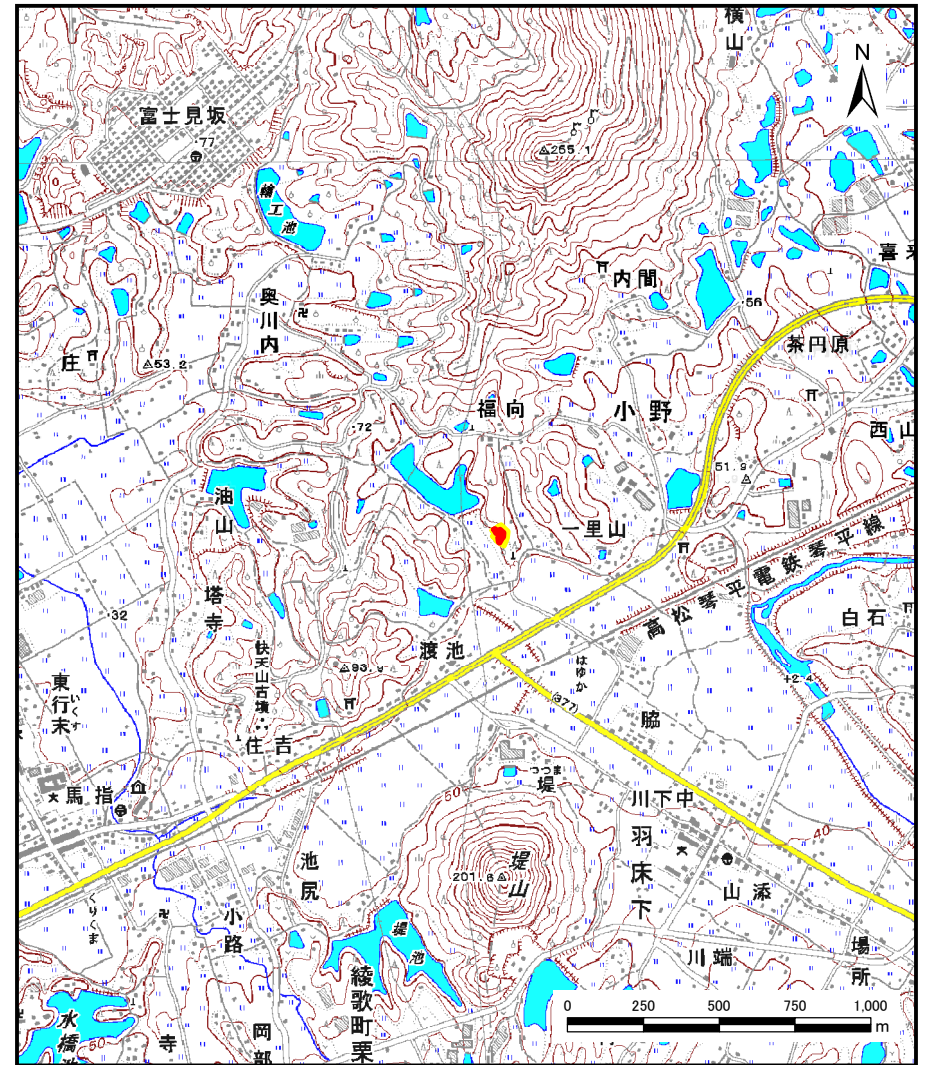 横山
N
富士見坂
・77
255.1
輪工池
喜来
内間
奥川内
・56
茶円原
庄
53.2
福向
小野
西山
・72
51.9
油山
一里山
高松琴平電鉄琴平線
塔寺
白石
・32
快天山古墳
渡池
93.9
はゆか
+2.4
東行末
いくす
(377)
脇
住吉
つつま
堤
馬指
50
川下中
40
池尻
堤山
201.6
羽床下
山添
くりくま
小路
堤池
川端
場所
綾歌町栗
0 250 500 750 1,000
m
水橋池
50
寺
岡部